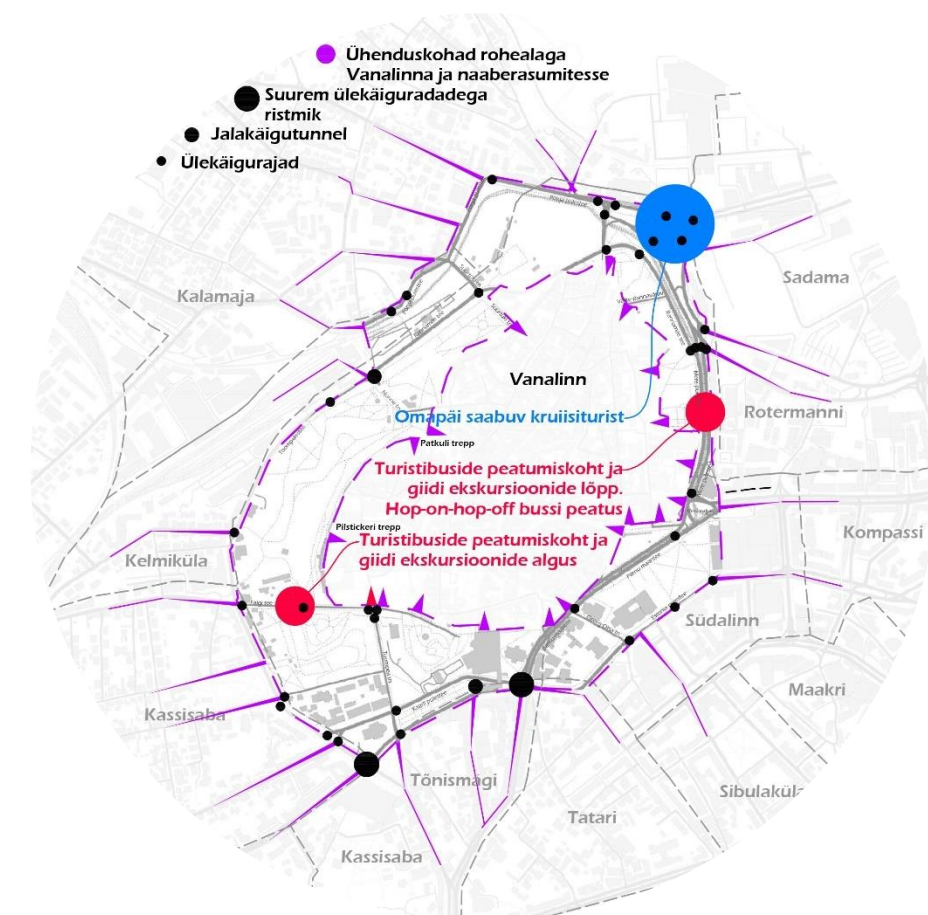 Ühenduskohad rohealaga
Vanalinna ja naaberasumitesse
Suurem ülekäiguradadega
ristmik
Jalakäigutunnel
Ülekäigurajad
Kalamaja
Sadama
Vanalinn
Omapäi saabuv kruiisiturist
Rotermanni
Patkuli trepp
Turistibuside peatumiskoht ja
giidi ekskursioonide lõpp.
Hop-on-hop-off bussi peatus
Pilstickeri trepp
Turistibuside peatumiskoht ja
giidi ekskursioonide algus
Kompassi
Kelmiküla
Südalinn
Maakri
Kassisaba
Tõnismägi
Sibulaküla
Tatari
Kassisaba